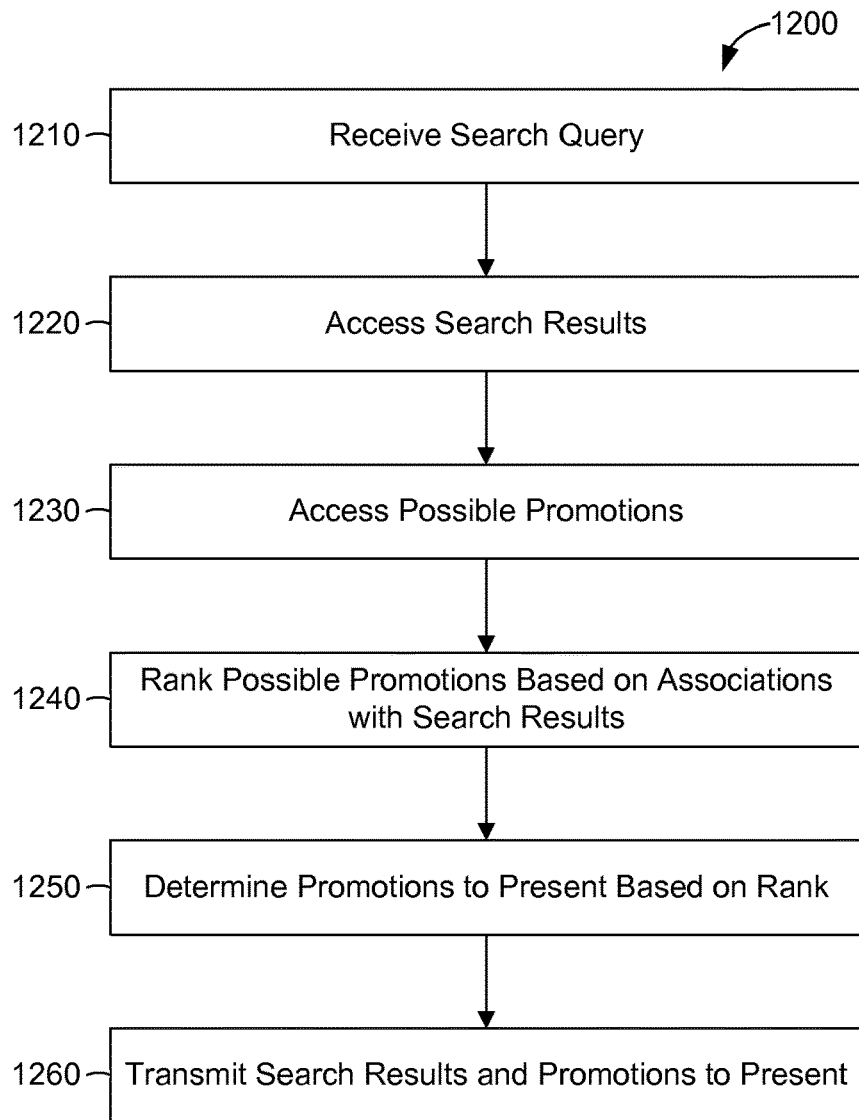 1200
1210
Receive Search Query
1220
Access Search Results
1230
Access Possible Promotions
1240
Rank Possible Promotions Based on Associations
with Search Results
1250
Determine Promotions to Present Based on Rank
1260
Transmit Search Results and Promotions to Present